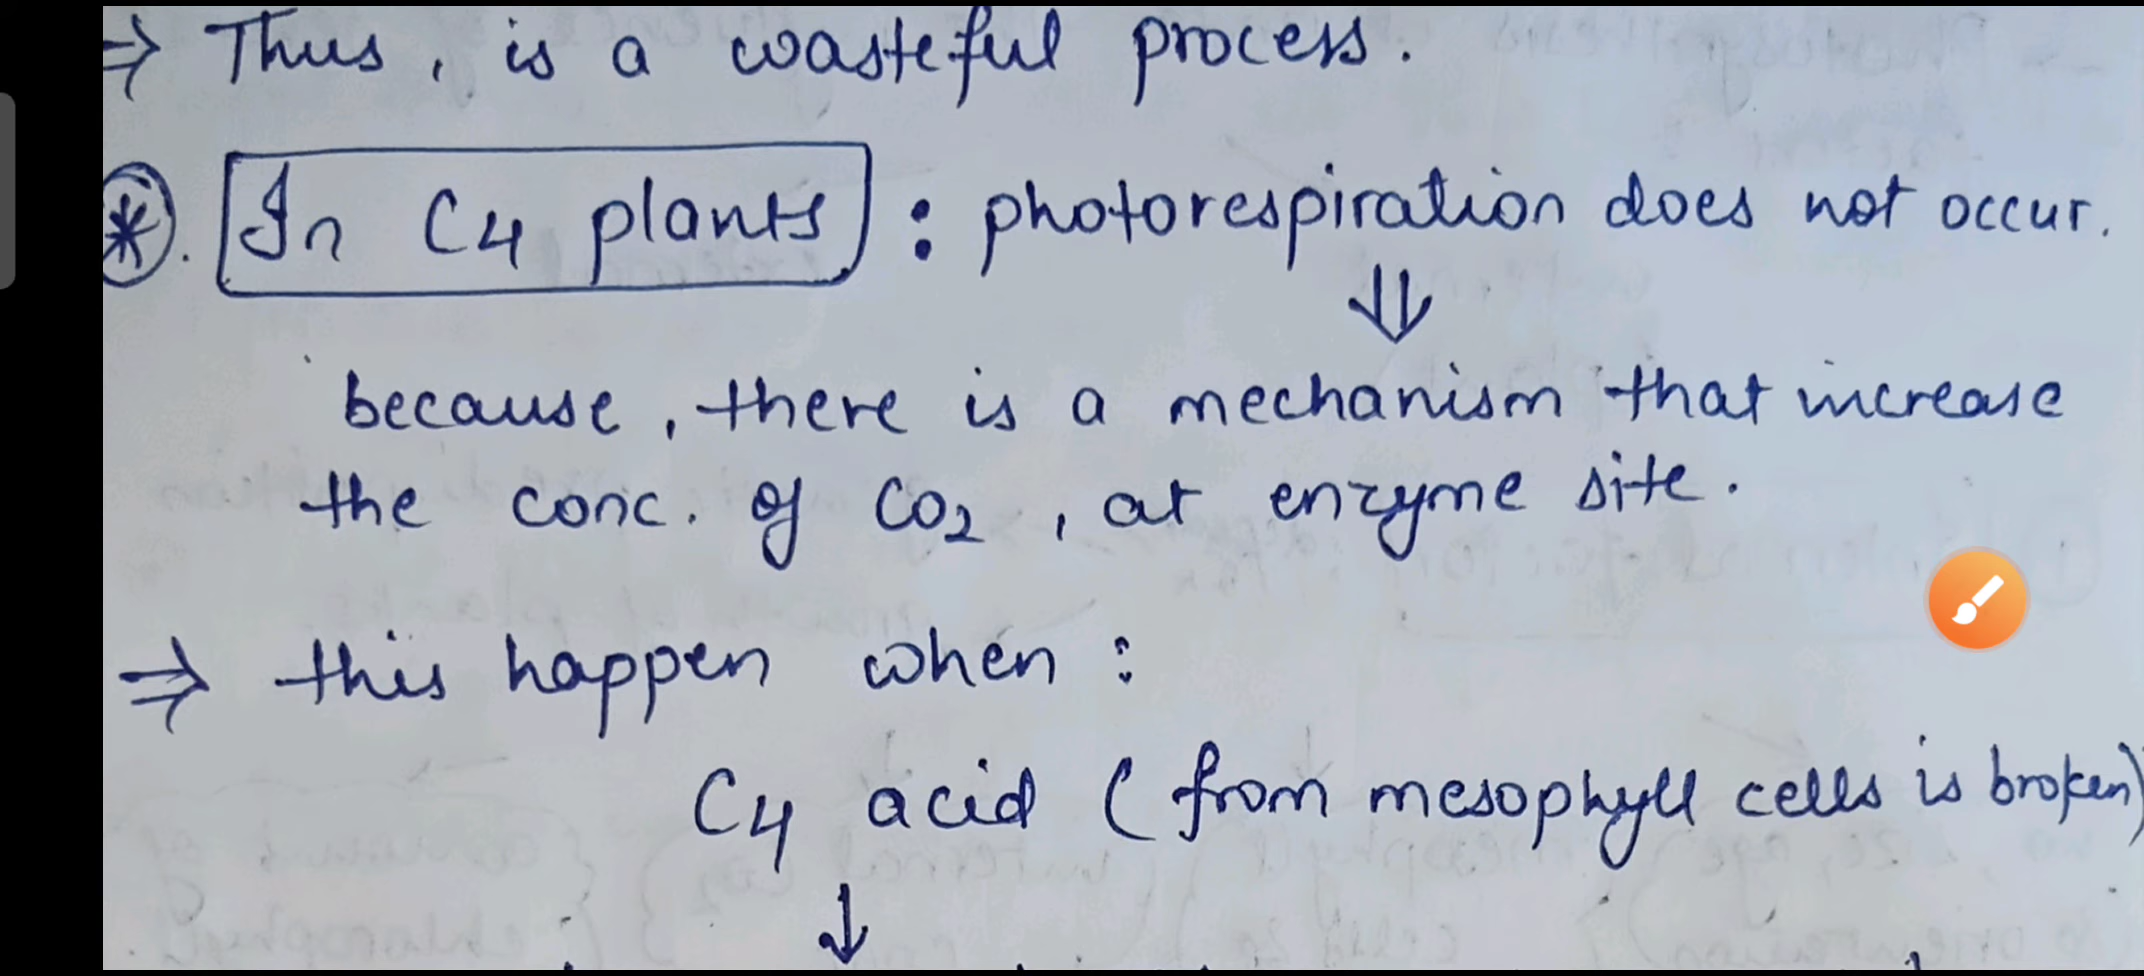 ⇒ Thus, is a wasteful process.
* . In C4 plants : photorespiration does not occur.
⇓
because, there is a mechanism that increase
the conc. of CO2, at enzyme site.
⇒ this happen when :
C4 acid (from mesophyll cells is broken)
↓